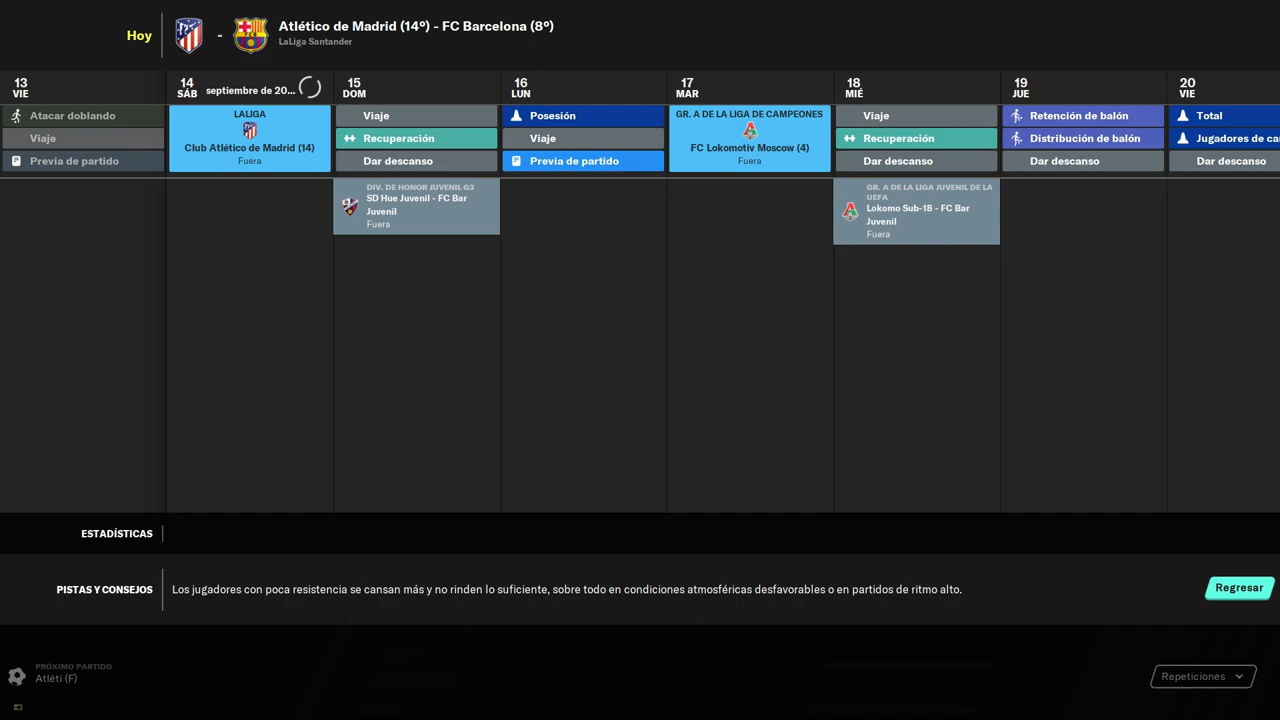 Hoy
Atlético de Madrid (14º) - FC Barcelona (8º)
LaLiga Santander
13
VIE
14
SÁB
septiembre de 20...
15
DOM
16
LUN
17
MAR
18
MIÉ
19
JUE
20
VIE
Atacar doblando
Viaje
Previa de partido
LALIGA
Club Atlético de Madrid (14)
Fuera
Viaje
Recuperación
Dar descanso
Posesión
Viaje
Previa de partido
GR. A DE LA LIGA DE CAMPEONES
FC Lokomotiv Moscow (4)
Fuera
Viaje
Recuperación
Dar descanso
Retención de balón
Distribución de balón
Dar descanso
Total
Jugadores de ca
Dar descanso
DIV. DE HONOR JUVENIL G3
SD Hue Juvenil - FC Bar
Juvenil
Fuera
GR. A DE LA LIGA JUVENIL DE LA
UEFA
Lokomo Sub-18 - FC Bar
Juvenil
Fuera
ESTADÍSTICAS
PISTAS Y CONSEJOS
Los jugadores con poca resistencia se cansan más y no rinden lo suficiente, sobre todo en condiciones atmosféricas desfavorables o en partidos de ritmo alto.
Regresar
PRÓXIMO PARTIDO
Atléti (F)
Repeticiones